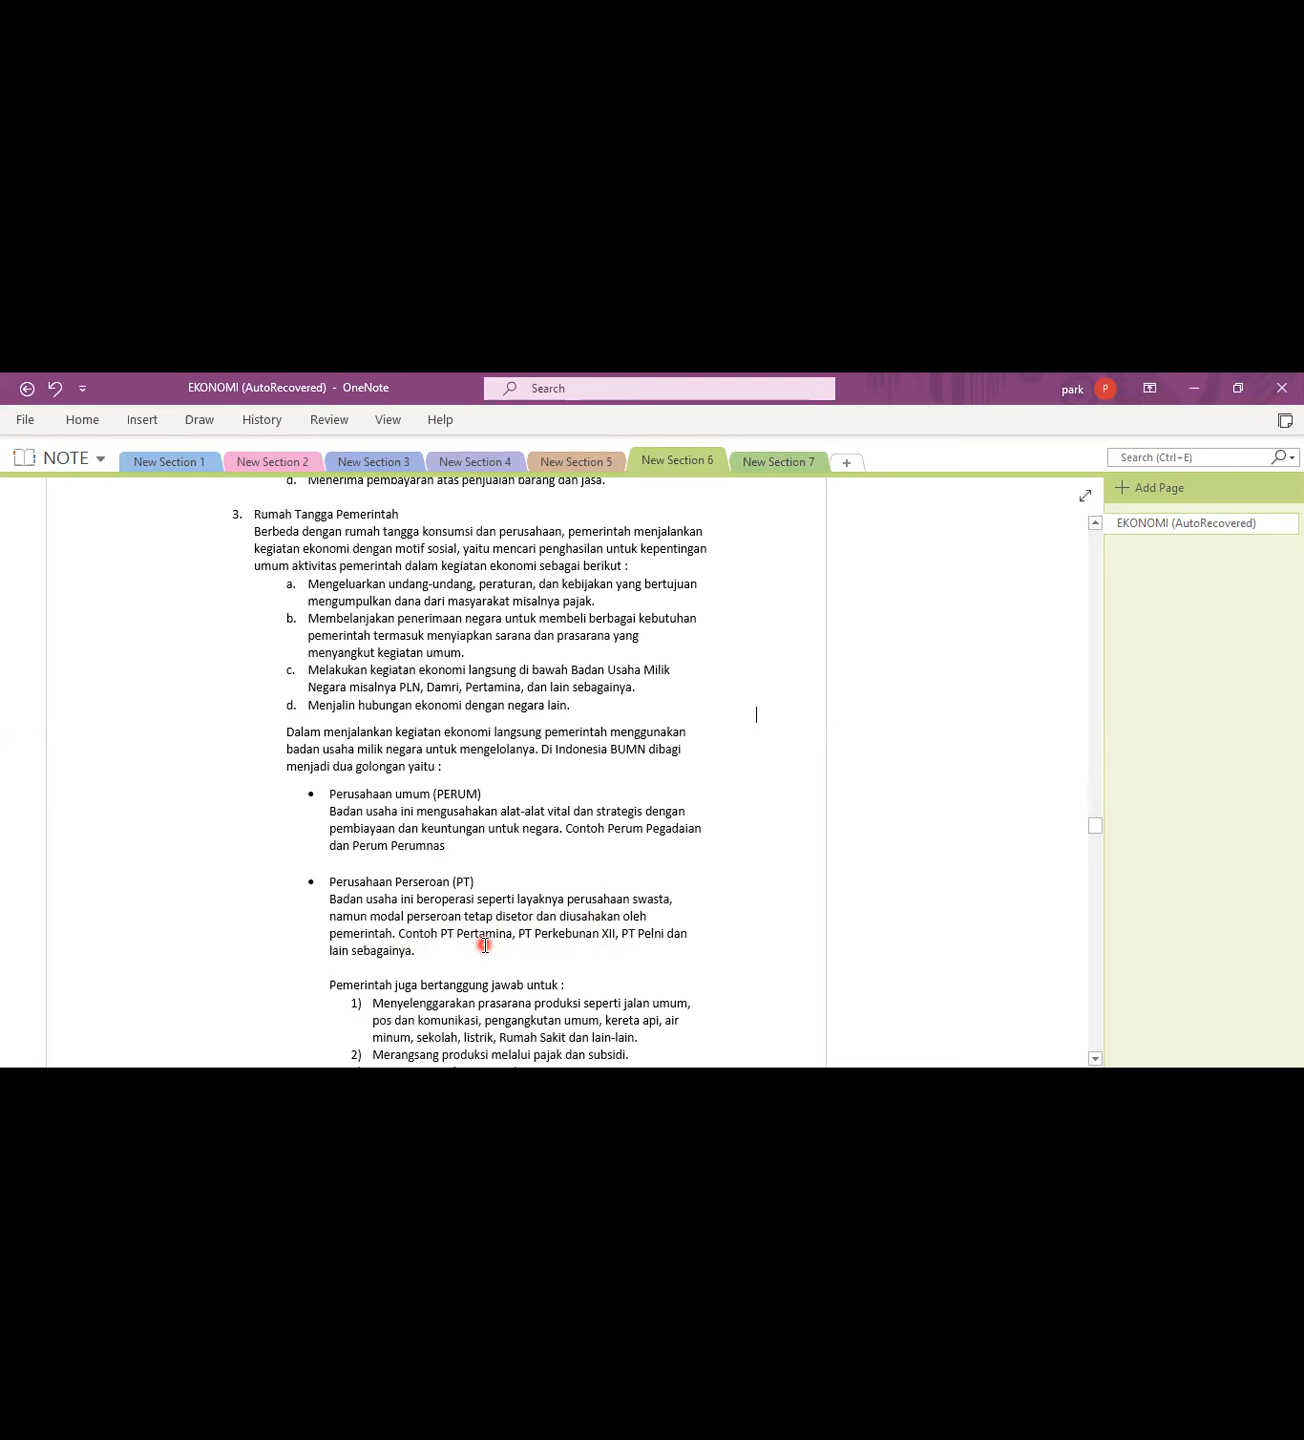 EKONOMI (AutoRecovered) - OneNote
Search
park
P
File Home Insert Draw History Review View Help
NOTE
New Section 1
New Section 2
New Section 3
New Section 4
New Section 5
New Section 6
New Section 7
Search (Ctrl+E)
Add Page
EKONOMI (AutoRecovered)
d. Menerima pembayaran atas penjualan barang dan jasa.
3. Rumah Tangga Pemerintah
Berbeda dengan rumah tangga konsumsi dan perusahaan, pemerintah menjalankan
kegiatan ekonomi dengan motif sosial, yaitu mencari penghasilan untuk kepentingan
umum aktivitas pemerintah dalam kegiatan ekonomi sebagai berikut :
a. Mengeluarkan undang-undang, peraturan, dan kebijakan yang bertujuan
mengumpulkan dana dari masyarakat misalnya pajak.
b. Membelanjakan penerimaan negara untuk membeli berbagai kebutuhan
pemerintah termasuk menyiapkan sarana dan prasarana yang
menyangkut kegiatan umum.
c. Melakukan kegiatan ekonomi langsung di bawah Badan Usaha Milik
Negara misalnya PLN, Damri, Pertamina, dan lain sebagainya.
d. Menjalin hubungan ekonomi dengan negara lain.
Dalam menjalankan kegiatan ekonomi langsung pemerintah menggunakan
badan usaha milik negara untuk mengelolanya. Di Indonesia BUMN dibagi
menjadi dua golongan yaitu :
• Perusahaan umum (PERUM)
Badan usaha ini mengusahakan alat-alat vital dan strategis dengan
pembiayaan dan keuntungan untuk negara. Contoh Perum Pegadaian
dan Perum Perumnas
• Perusahaan Perseroan (PT)
Badan usaha ini beroperasi seperti layaknya perusahaan swasta,
namun modal perseroan tetap disetor dan diusahakan oleh
pemerintah. Contoh PT Pertamina, PT Perkebunan XII, PT Pelni dan
lain sebagainya.
Pemerintah juga bertanggung jawab untuk :
1) Menyelenggarakan prasarana produksi seperti jalan umum,
pos dan komunikasi, pengangkutan umum, kereta api, air
minum, sekolah, listrik, Rumah Sakit dan lain-lain.
2) Merangsang produksi melalui pajak dan subsidi.